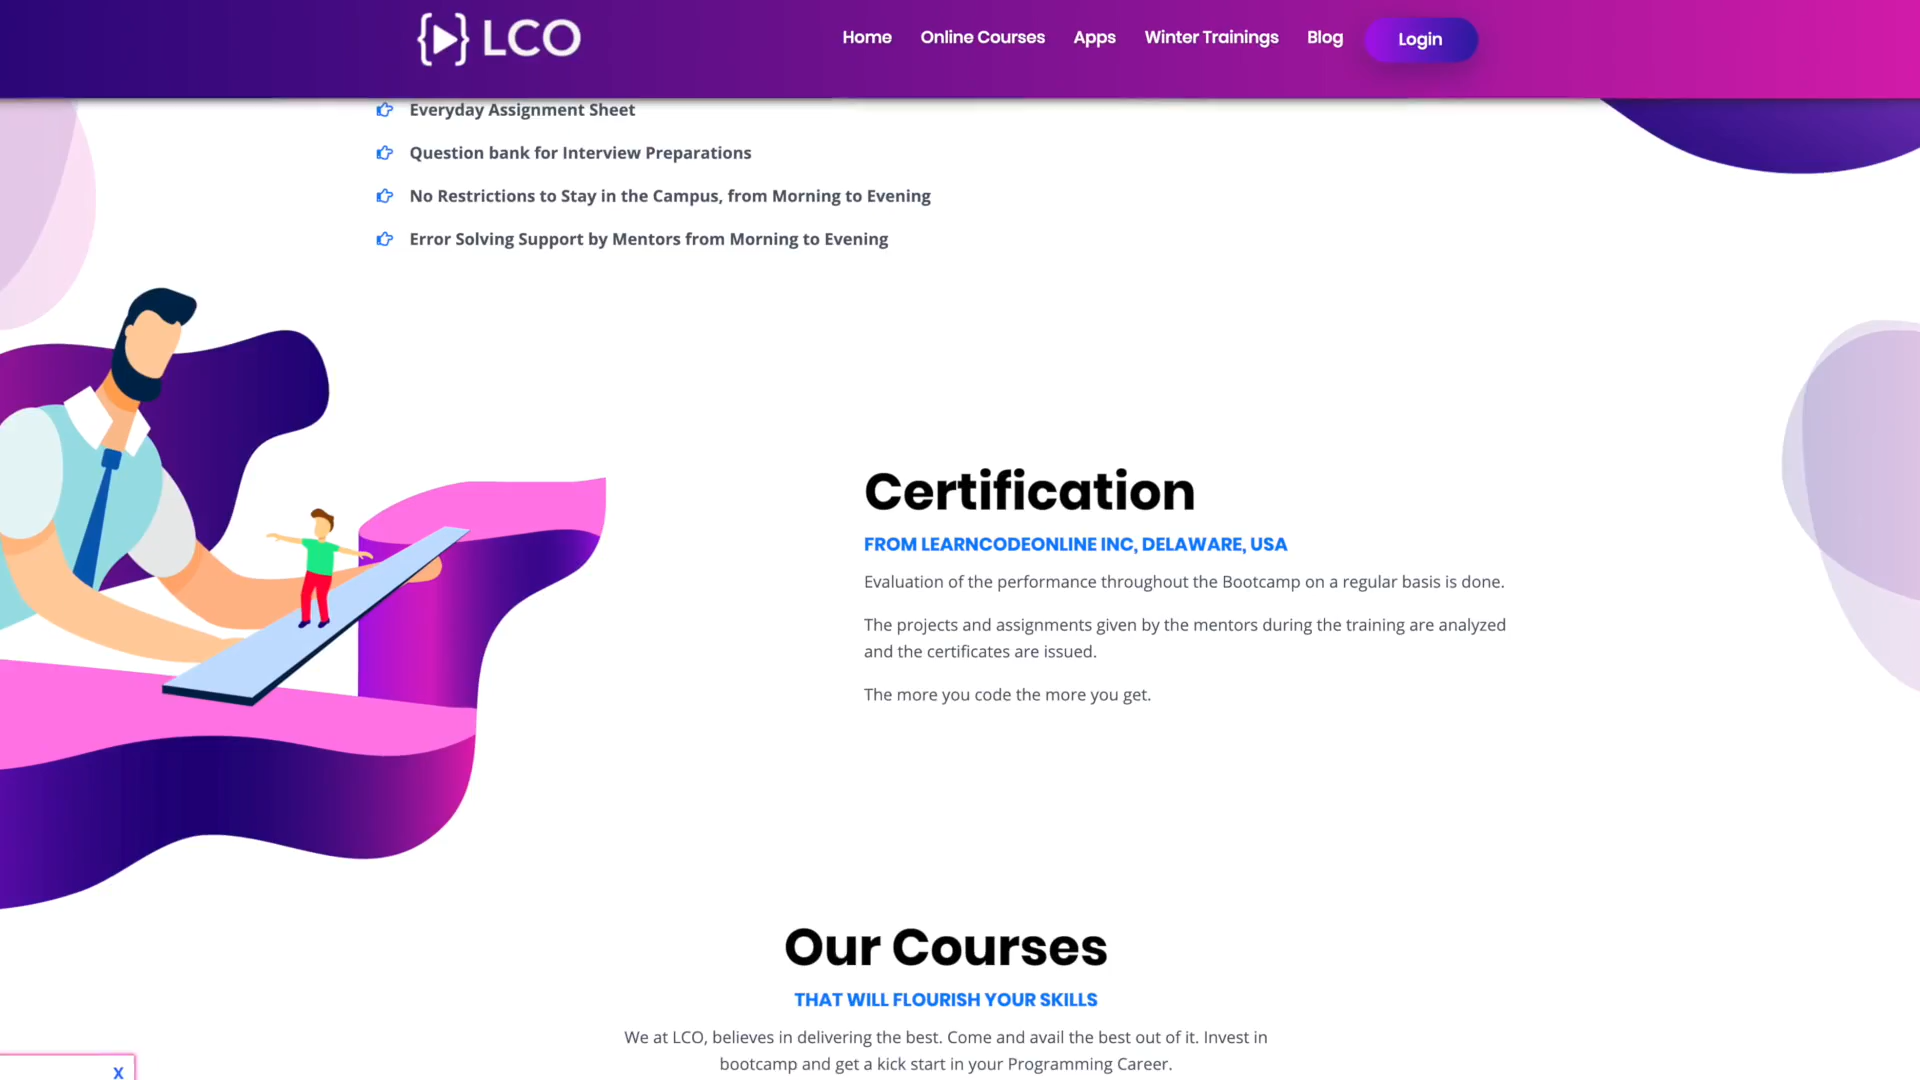 LCO
Home
Online Courses
Apps
Winter Trainings
Blog
Login
Everyday Assignment Sheet
Question bank for Interview Preparations
No Restrictions to Stay in the Campus, from Morning to Evening
Error Solving Support by Mentors from Morning to Evening
Certification
FROM LEARNCODEONLINE INC, DELAWARE, USA
Evaluation of the performance throughout the Bootcamp on a regular basis is done.
The projects and assignments given by the mentors during the training are analyzed
and the certificates are issued.
The more you code the more you get.
Our Courses
THAT WILL FLOURISH YOUR SKILLS
We at LCO, believes in delivering the best. Come and avail the best out of it. Invest in
bootcamp and get a kick start in your Programming Career.
X